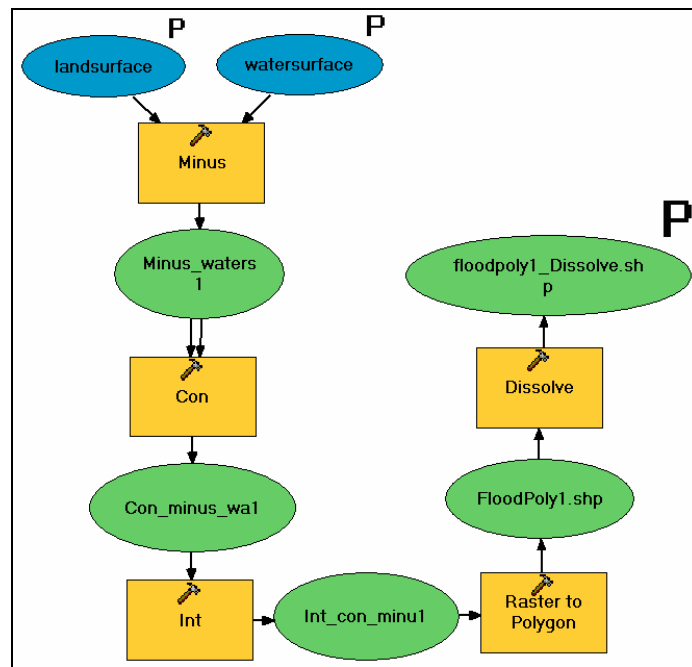 P
P
landsurface
watersurface
Minus
Minus_waters
1
Con
Con_minus_wa1
Int
Int_con_minu1
Raster to
Polygon
FloodPoly1.shp
Dissolve
floodpoly1_Dissolve.sh
p
P